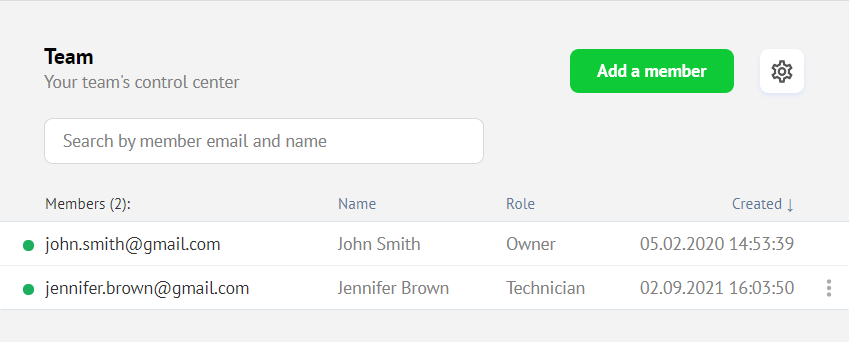 Team
Your team's control center
Add a member
Search by member email and name
Members (2): Name Role Created ↓
john.smith@gmail.com John Smith Owner 05.02.2020 14:53:39
jennifer.brown@gmail.com Jennifer Brown Technician 02.09.2021 16:03:50